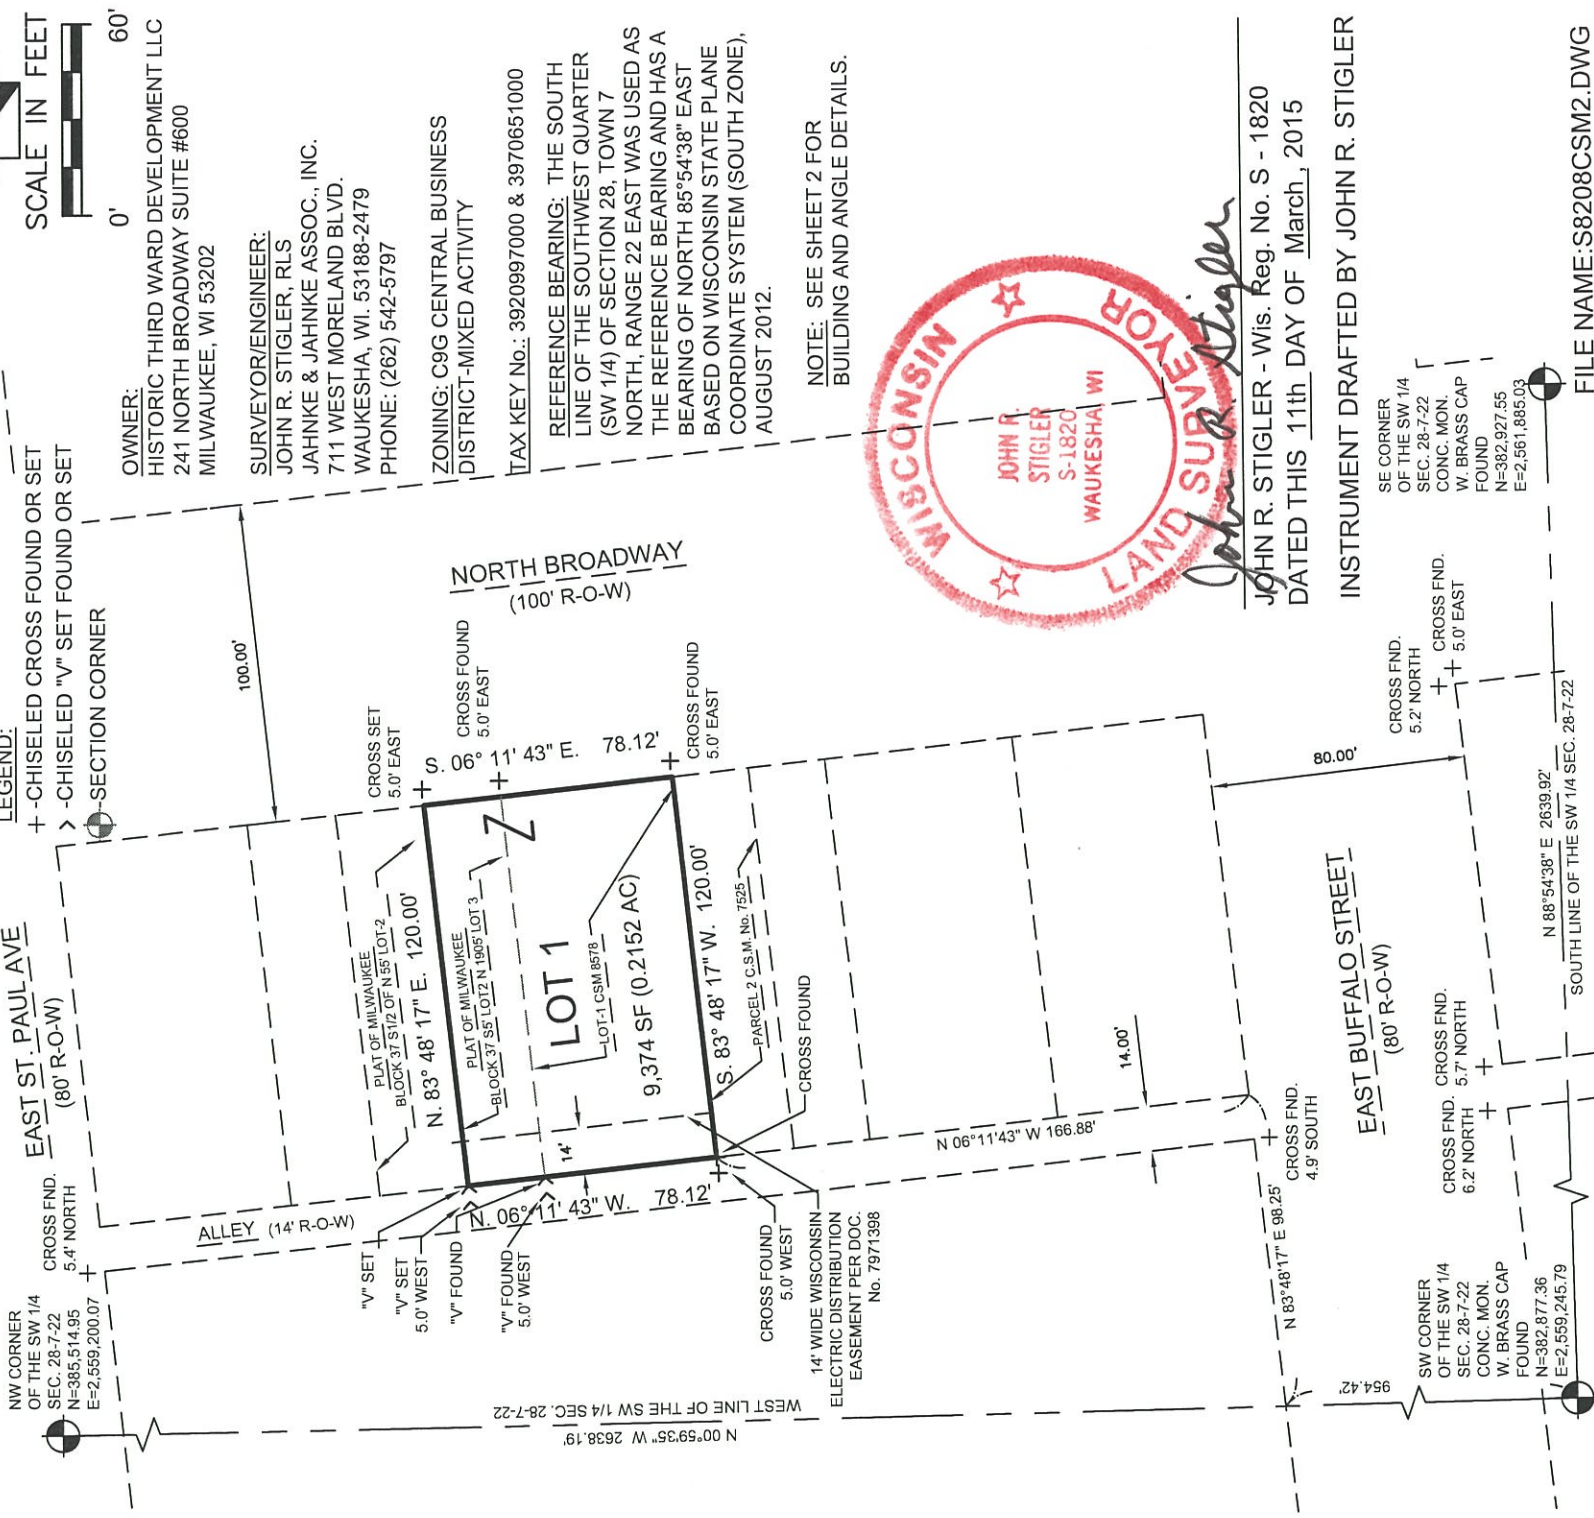 SCALE IN FEET
0' 60'
LEGEND:
+ -CHISELED CROSS FOUND OR SET
> -CHISELED "V" SET FOUND OR SET
-SECTION CORNER
OWNER:
HISTORIC THIRD WARD DEVELOPMENT LLC
241 NORTH BROADWAY SUITE #600
MILWAUKEE, WI 53202
SURVEYOR/ENGINEER:
JOHN R. STIGLER, RLS
JAHNKE & JAHNKE ASSOC., INC.
711 WEST MORELAND BLVD.
WAUKESHA, WI. 53188-2479
PHONE: (262) 542-5797
ZONING: C9G CENTRAL BUSINESS
DISTRICT-MIXED ACTIVITY
TAX KEY No.: 3920997000 & 3970651000
REFERENCE BEARING: THE SOUTH
LINE OF THE SOUTHWEST QUARTER
(SW 1/4) OF SECTION 28, TOWN 7
NORTH, RANGE 22 EAST WAS USED AS
THE REFERENCE BEARING AND HAS A
BEARING OF NORTH 85°54'38" EAST
BASED ON WISCONSIN STATE PLANE
COORDINATE SYSTEM (SOUTH ZONE),
AUGUST 2012.
NOTE: SEE SHEET 2 FOR
BUILDING AND ANGLE DETAILS.
NW CORNER
OF THE SW 1/4
SEC. 28-7-22
N=385,514.95
E=2,559,200.07
CROSS FND.
5.4' NORTH
EAST ST. PAUL AVE
(80' R-O-W)
ALLEY (14' R-O-W)
100.00'
NORTH BROADWAY
(100' R-O-W)
CROSS SET
5.0' EAST
CROSS FOUND
5.0' EAST
CROSS FOUND
5.0' EAST
S. 06° 11' 43" E. 78.12'
PLAT OF MILWAUKEE
BLOCK 37 S1/2 OF N 55' LOT-2
N. 83° 48' 17" E. 120.00'
PLAT OF MILWAUKEE
BLOCK 37 S5' LOT2 N 1905' LOT 3
LOT 1
LOT-1 CSM 8578
9,374 SF (0.2152 AC)
14'
S. 83° 48' 17" W. 120.00'
PARCEL 2 C.S.M. No. 7525
CROSS FOUND
"V" SET
"V" SET
5.0' WEST
"V" FOUND
"V" FOUND
5.0' WEST
N. 06° 11' 43" W. 78.12'
CROSS FOUND
5.0' WEST
14' WIDE WISCONSIN
ELECTRIC DISTRIBUTION
EASEMENT PER DOC.
No. 7971398
WEST LINE OF THE SW 1/4 SEC. 28-7-22
N 00°59'35" W 2638.19'
N 06°11'43" W 166.88'
14.00'
80.00'
EAST BUFFALO STREET
(80' R-O-W)
CROSS FND.
4.9' SOUTH
N 83°48'17" E 98.25'
954.42'
SW CORNER
OF THE SW 1/4
SEC. 28-7-22
CONC. MON.
W. BRASS CAP
FOUND
N=382,877.36
E=2,559,245.79
CROSS FND.
6.2' NORTH
CROSS FND.
5.7' NORTH
CROSS FND.
5.2' NORTH
CROSS FND.
5.0' EAST
N 88°54'38" E 2639.92'
SOUTH LINE OF THE SW 1/4 SEC. 28-7-22
SE CORNER
OF THE SW 1/4
SEC. 28-7-22
CONC. MON.
W. BRASS CAP
FOUND
N=382,927.55
E=2,561,885.03
WISCONSIN
JOHN R.
STIGLER
S-1820
WAUKESHA, WI
LAND SURVEYOR
John R. Stigler
JOHN R. STIGLER - Wis. Reg. No. S - 1820
DATED THIS 11th DAY OF March, 2015
INSTRUMENT DRAFTED BY JOHN R. STIGLER
FILE NAME:S8208CSM2.DWG